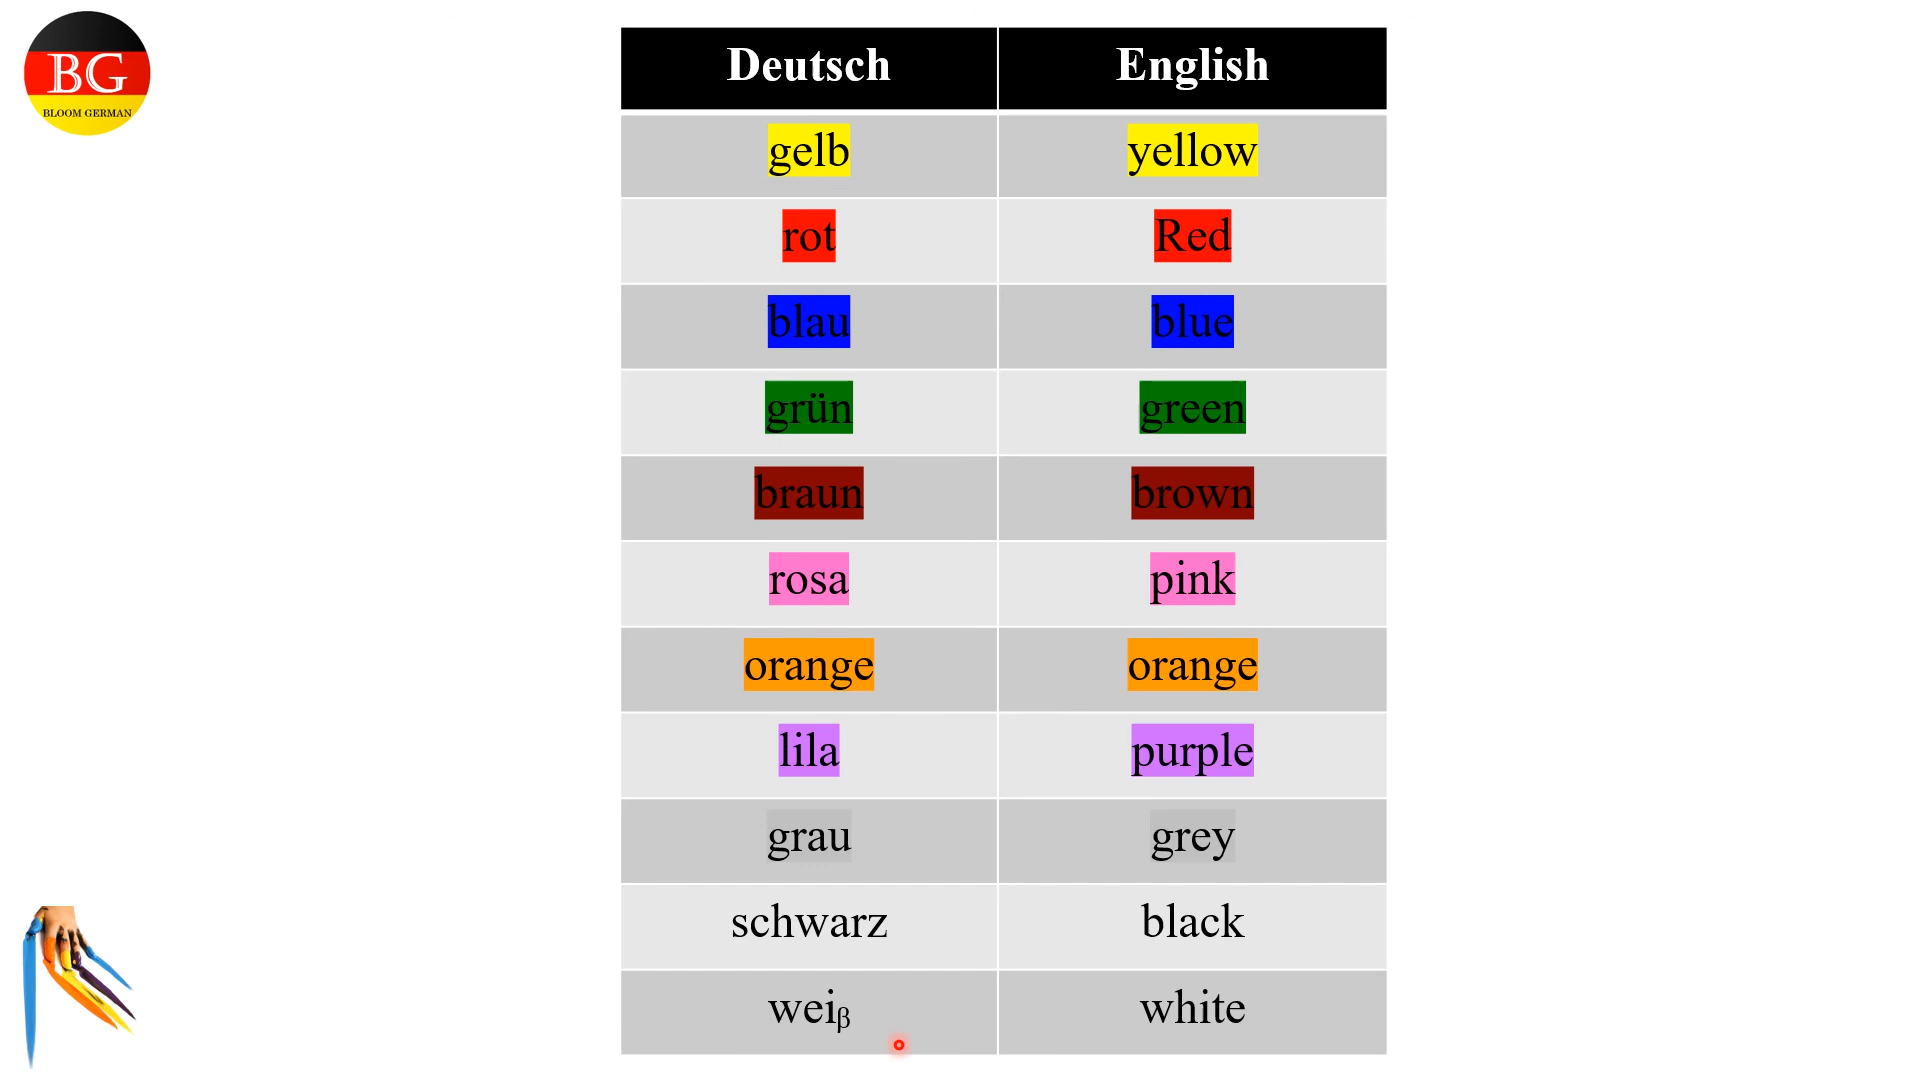 BG
BLOOM GERMAN
Deutsch English
gelb yellow
rot Red
blau blue
grün green
braun brown
rosa pink
orange orange
lila purple
grau grey
schwarz black
weiβ white